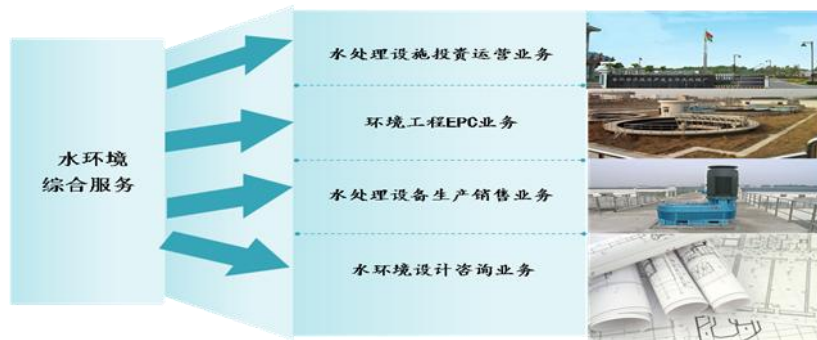 水环境
综合服务
水处理设施投资运营业务
环境工程EPC业务
水处理设备生产销售业务
水环境设计咨询业务